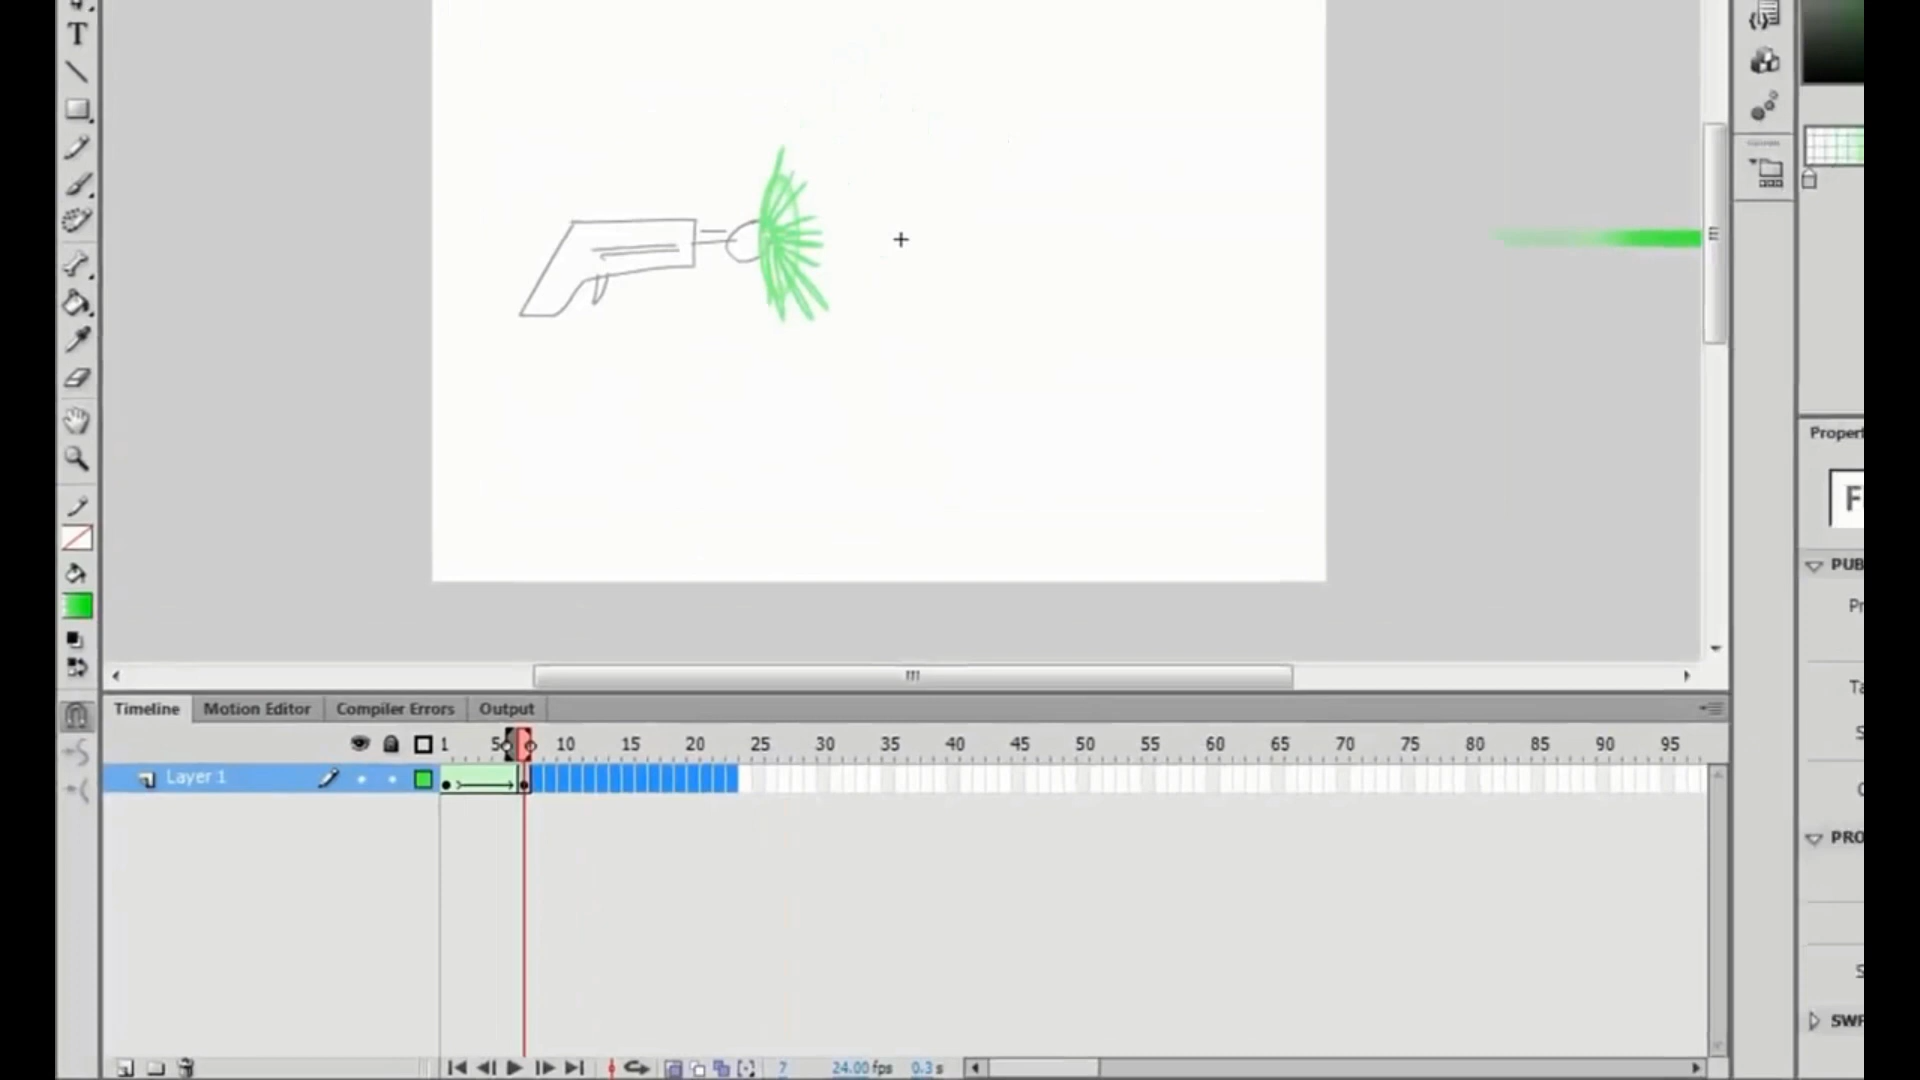 T
F
Proper
PUB
Pr
Ta
S
C
PRO
S
SWF
Timeline Motion Editor Compiler Errors Output
1 5 10 15 20 25 30 35 40 45 50 55 60 65 70 75 80 85 90 95
Layer 1
7 24.00 fps 0.3 s